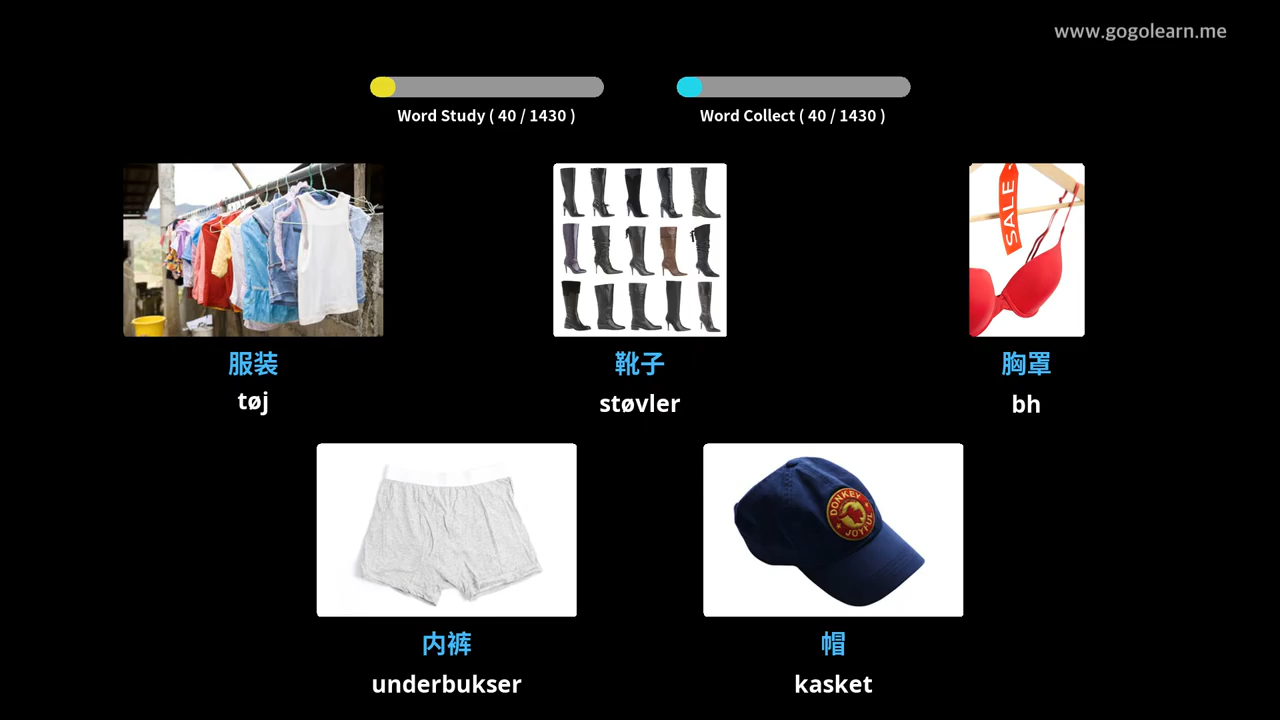 www.gogolearn.me
Word Study ( 40 / 1430 )
Word Collect ( 40 / 1430 )
SALE
服装
靴子
胸罩
tøj
støvler
bh
DONKEY
JOYFUL
内裤
帽
underbukser
kasket